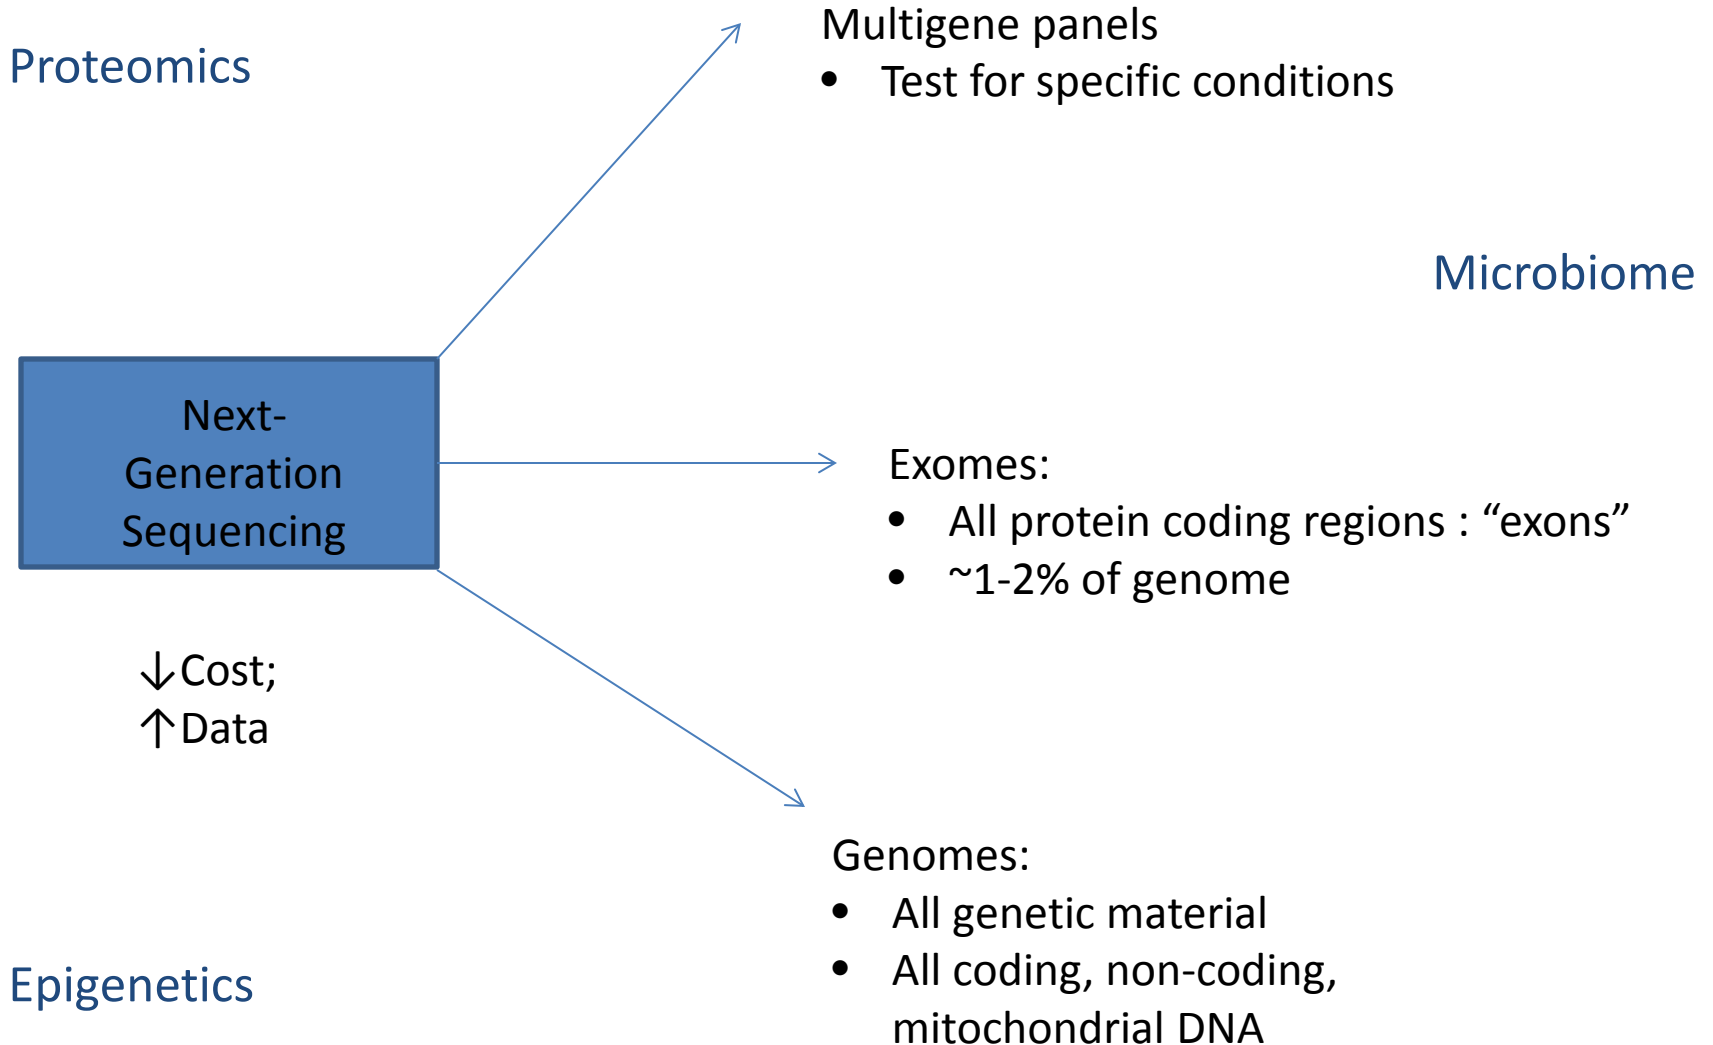 Proteomics
Multigene panels
• Test for specific conditions
Microbiome
Next-
Generation
Sequencing
↓Cost;
↑Data
Exomes:
• All protein coding regions : “exons”
• ~1-2% of genome
Genomes:
• All genetic material
• All coding, non-coding,
mitochondrial DNA
Epigenetics